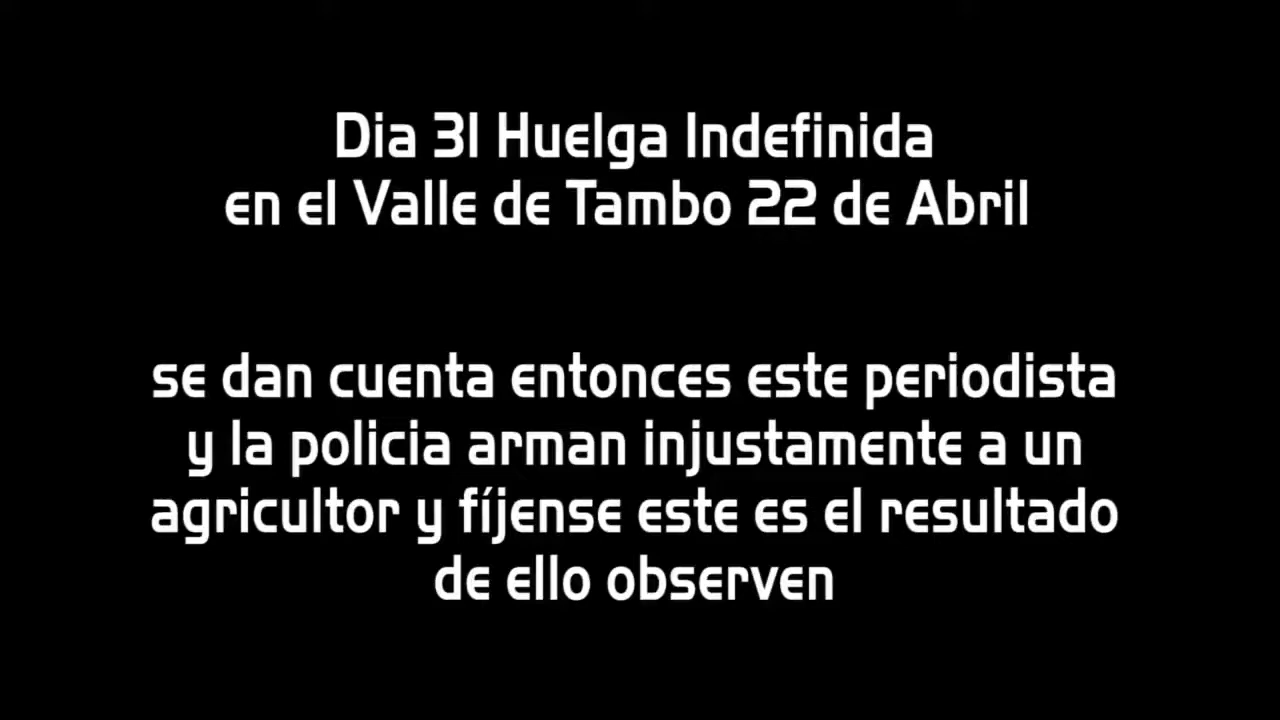 Dia 31 Huelga Indefinida
en el Valle de Tambo 22 de Abril
se dan cuenta entonces este periodista
y la policia arman injustamente a un
agricultor y fíjense este es el resultado
de ello observen